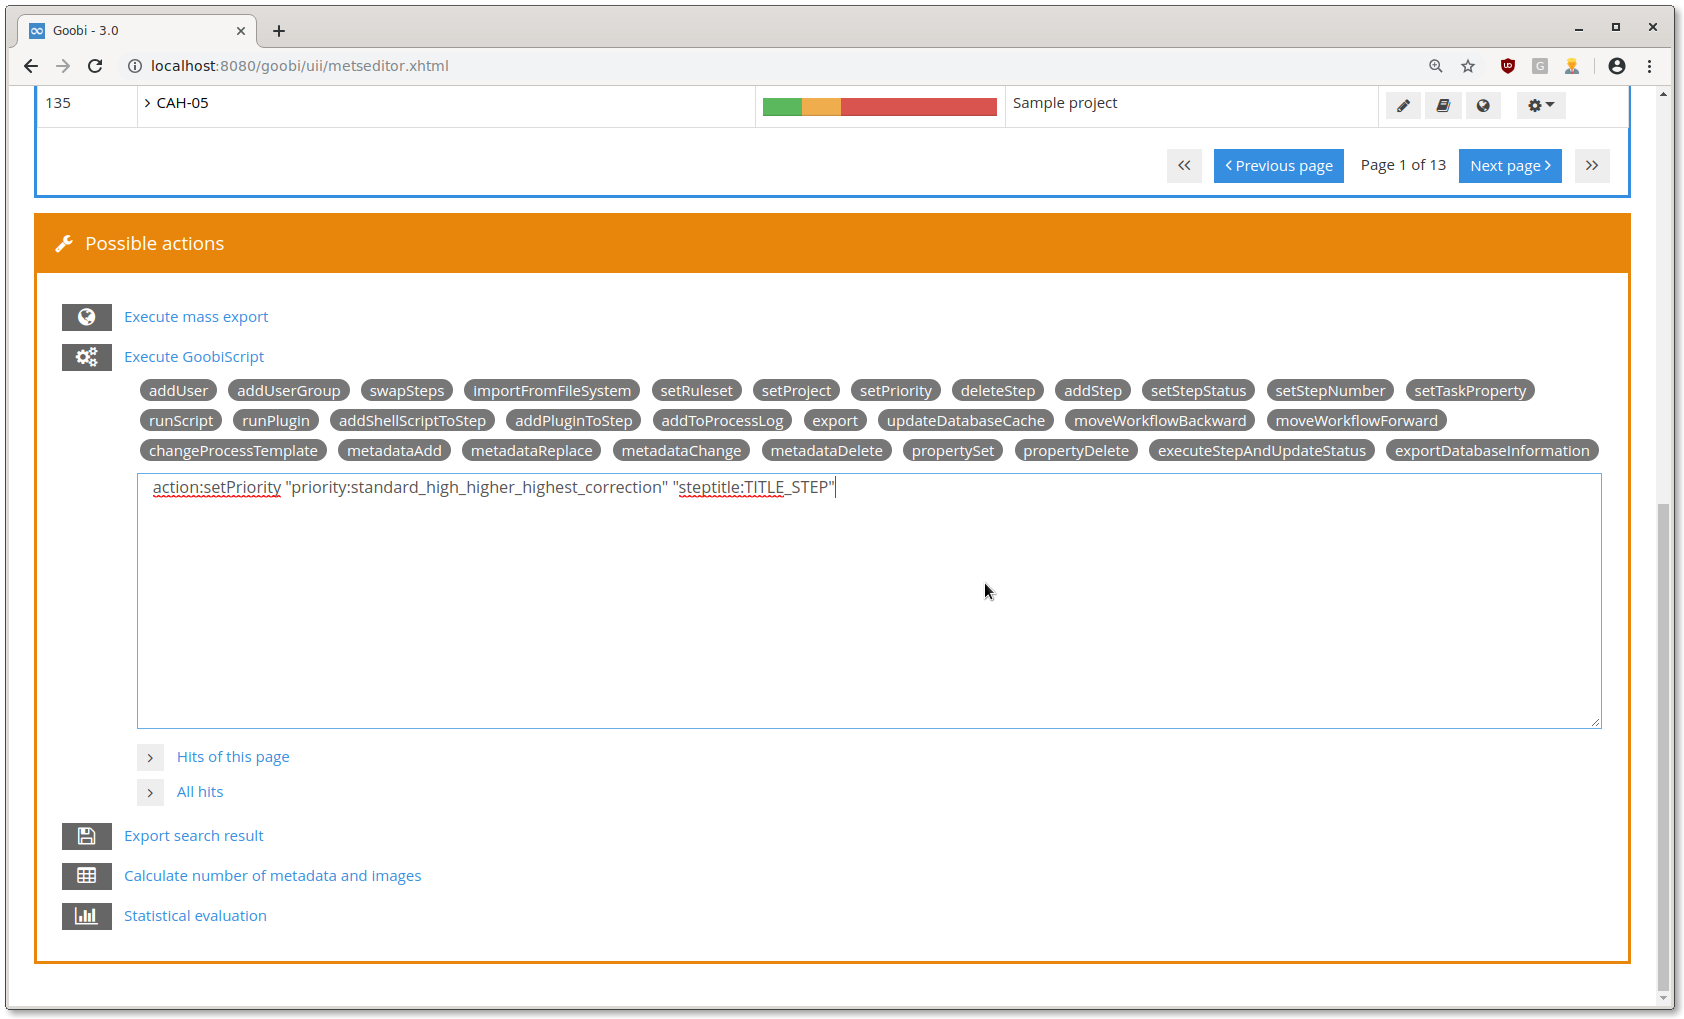 Goobi - 3.0
localhost:8080/goobi/uii/metseditor.xhtml
135 CAH-05 Sample project
Previous page Page 1 of 13 Next page
Possible actions
Execute mass export
Execute GoobiScript
addUser addUserGroup swapSteps importFromFileSystem setRuleset setProject setPriority deleteStep addStep setStepStatus setStepNumber setTaskProperty
runScript runPlugin addShellScriptToStep addPluginToStep addToProcessLog export updateDatabaseCache moveWorkflowBackward moveWorkflowForward
changeProcessTemplate metadataAdd metadataReplace metadataChange metadataDelete propertySet propertyDelete executeStepAndUpdateStatus exportDatabaseInformation
action:setPriority "priority:standard_high_higher_highest_correction" "steptitle:TITLE_STEP"
Hits of this page
All hits
Export search result
Calculate number of metadata and images
Statistical evaluation